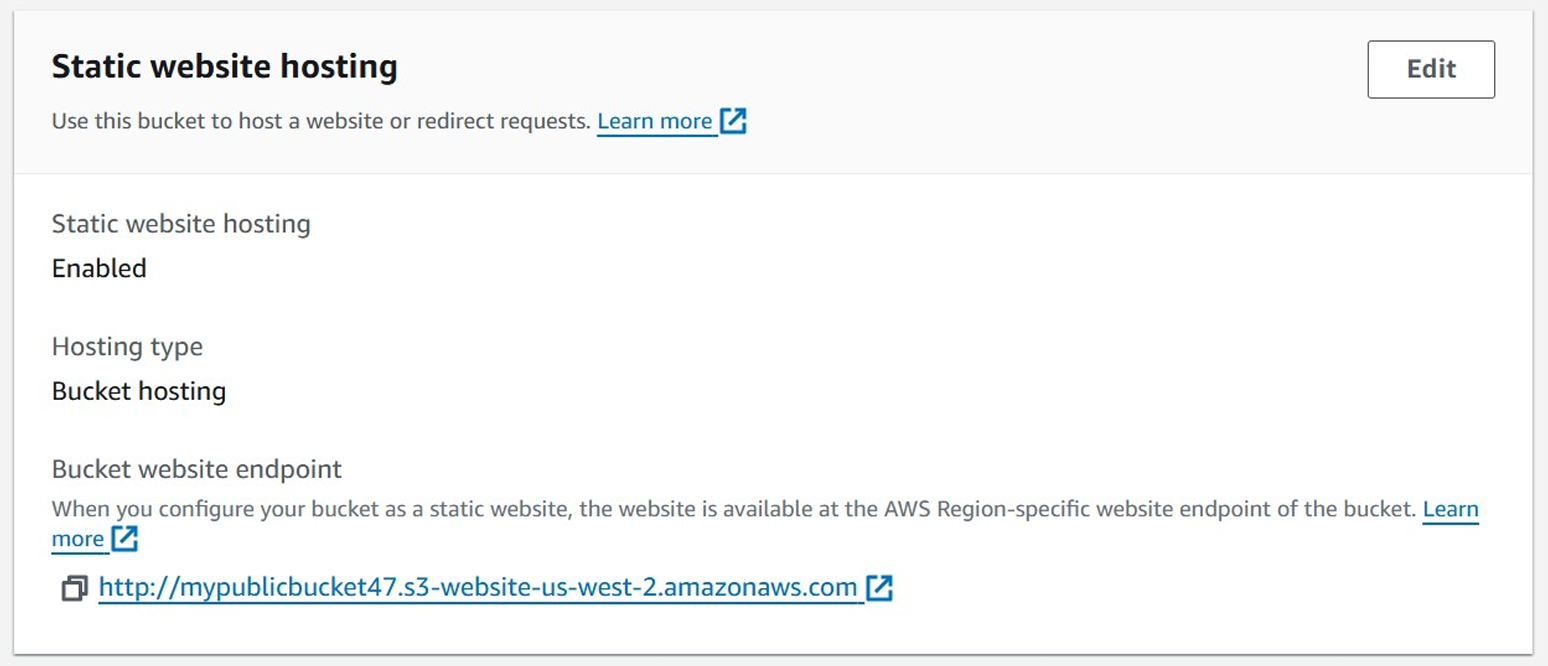 Static website hosting
Edit
Use this bucket to host a website or redirect requests. Learn more
Static website hosting
Enabled
Hosting type
Bucket hosting
Bucket website endpoint
When you configure your bucket as a static website, the website is available at the AWS Region-specific website endpoint of the bucket. Learn
more
http://mypublicbucket47.s3-website-us-west-2.amazonaws.com